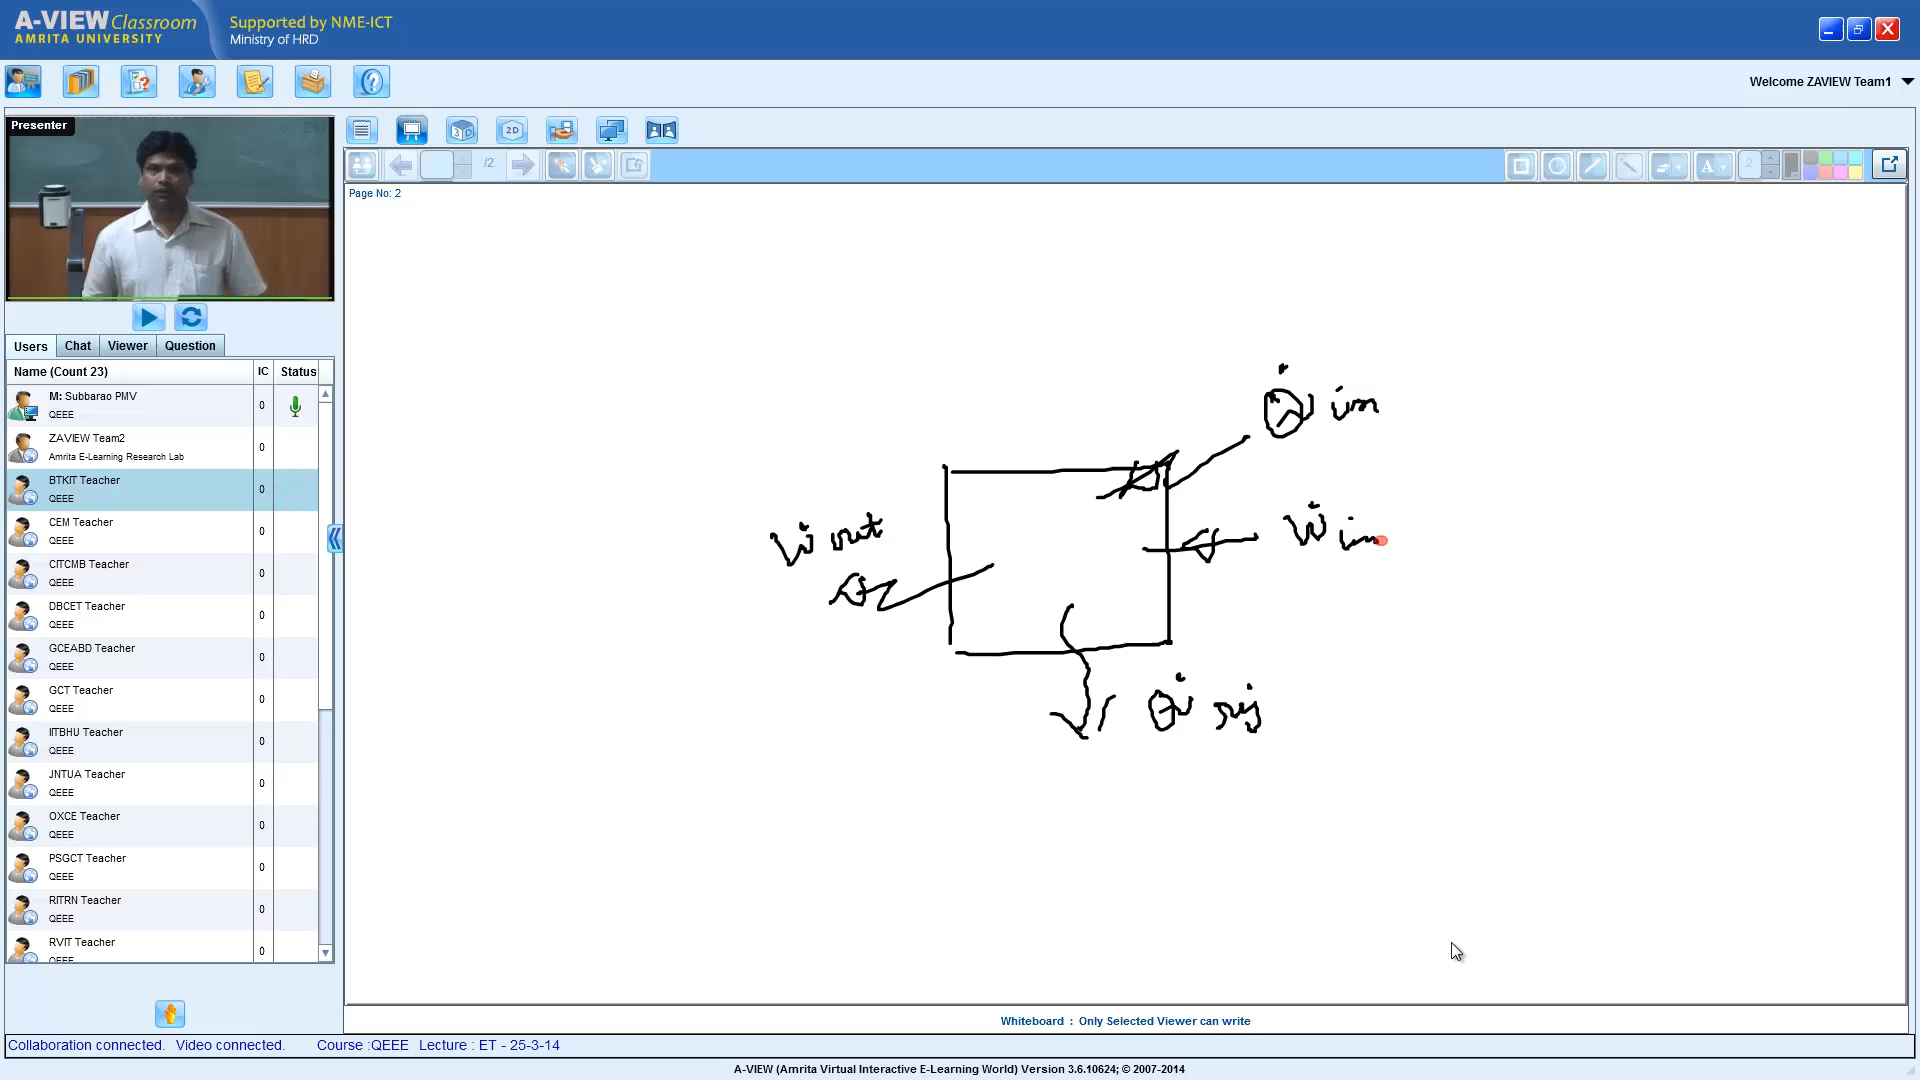 A-VIEW Classroom
AMRITA UNIVERSITY
Supported by NME-ICT
Ministry of HRD
Welcome ZAVIEW Team1
Presenter
/2
2
Page No: 2
Users Chat Viewer Question
Name (Count 23) IC Status
M: Subbarao PMV
QEEE 0
ZAVIEW Team2
Amrita E-Learning Research Lab 0
BTKIT Teacher
QEEE 0
CEM Teacher
QEEE 0
CITCMB Teacher
QEEE 0
DBCET Teacher
QEEE 0
GCEABD Teacher
QEEE 0
GCT Teacher
QEEE 0
IITBHU Teacher
QEEE 0
JNTUA Teacher
QEEE 0
OXCE Teacher
QEEE 0
PSGCT Teacher
QEEE 0
RITRN Teacher
QEEE 0
RVIT Teacher
QEEE 0
Q̇ in
Ẇ in
Ẇ out
Q̇ rej
Whiteboard : Only Selected Viewer can write
Collaboration connected. Video connected. Course :QEEE Lecture : ET - 25-3-14
A-VIEW (Amrita Virtual Interactive E-Learning World) Version 3.6.10624; © 2007-2014